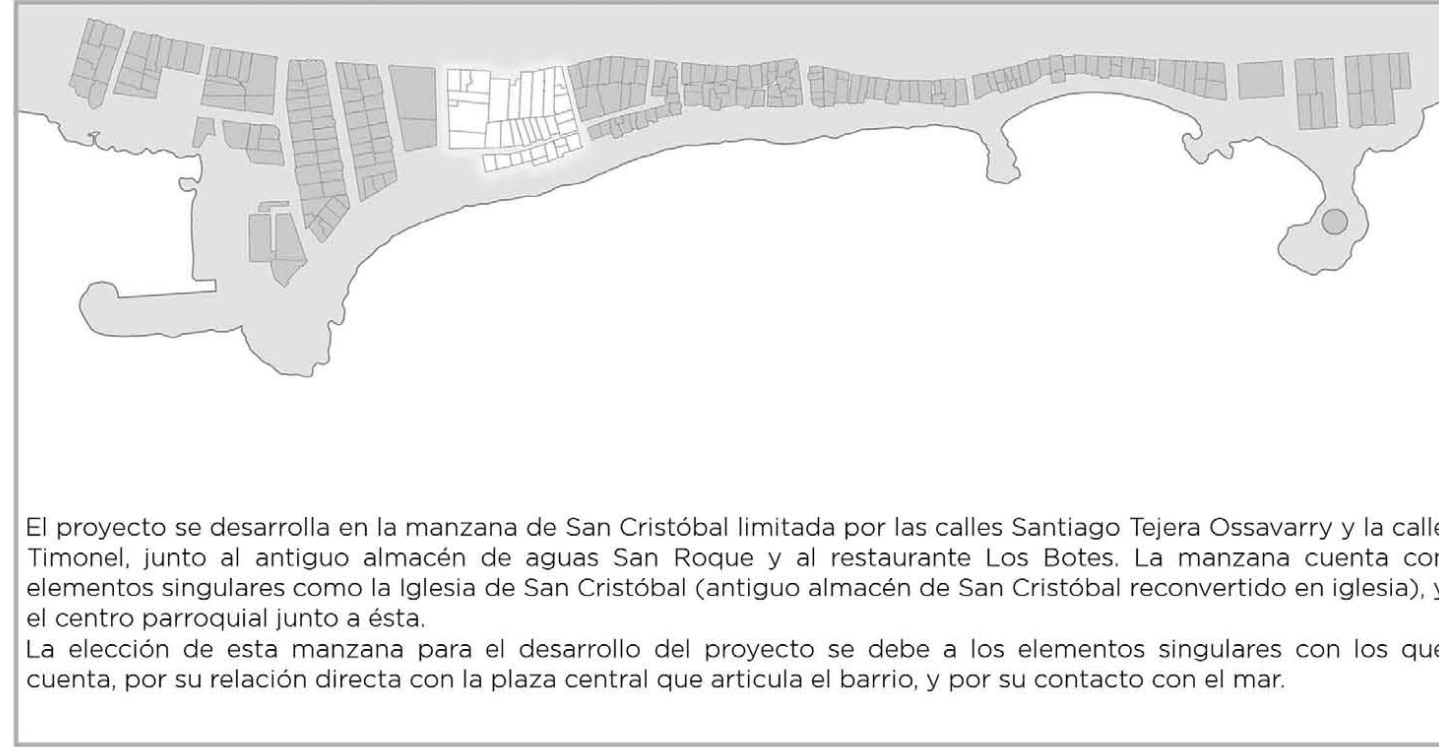 El proyecto se desarrolla en la manzana de San Cristóbal limitada por las calles Santiago Tejera Ossavarry y la calle
Timonel, junto al antiguo almacén de aguas San Roque y al restaurante Los Botes. La manzana cuenta con
elementos singulares como la Iglesia de San Cristóbal (antiguo almacén de San Cristóbal reconvertido en iglesia), y
el centro parroquial junto a ésta.
La elección de esta manzana para el desarrollo del proyecto se debe a los elementos singulares con los que
cuenta, por su relación directa con la plaza central que articula el barrio, y por su contacto con el mar.